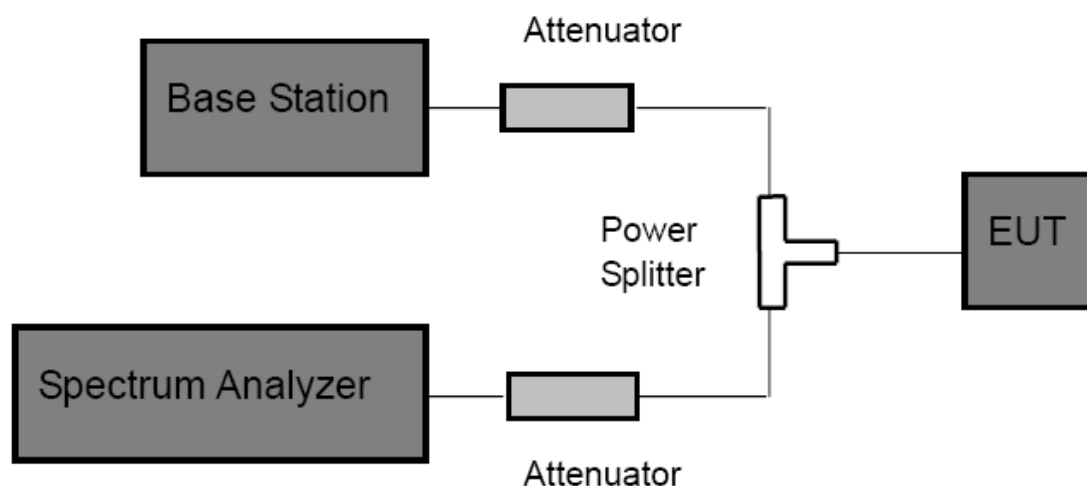 Attenuator
Base Station
Power
Splitter
EUT
Spectrum Analyzer
Attenuator